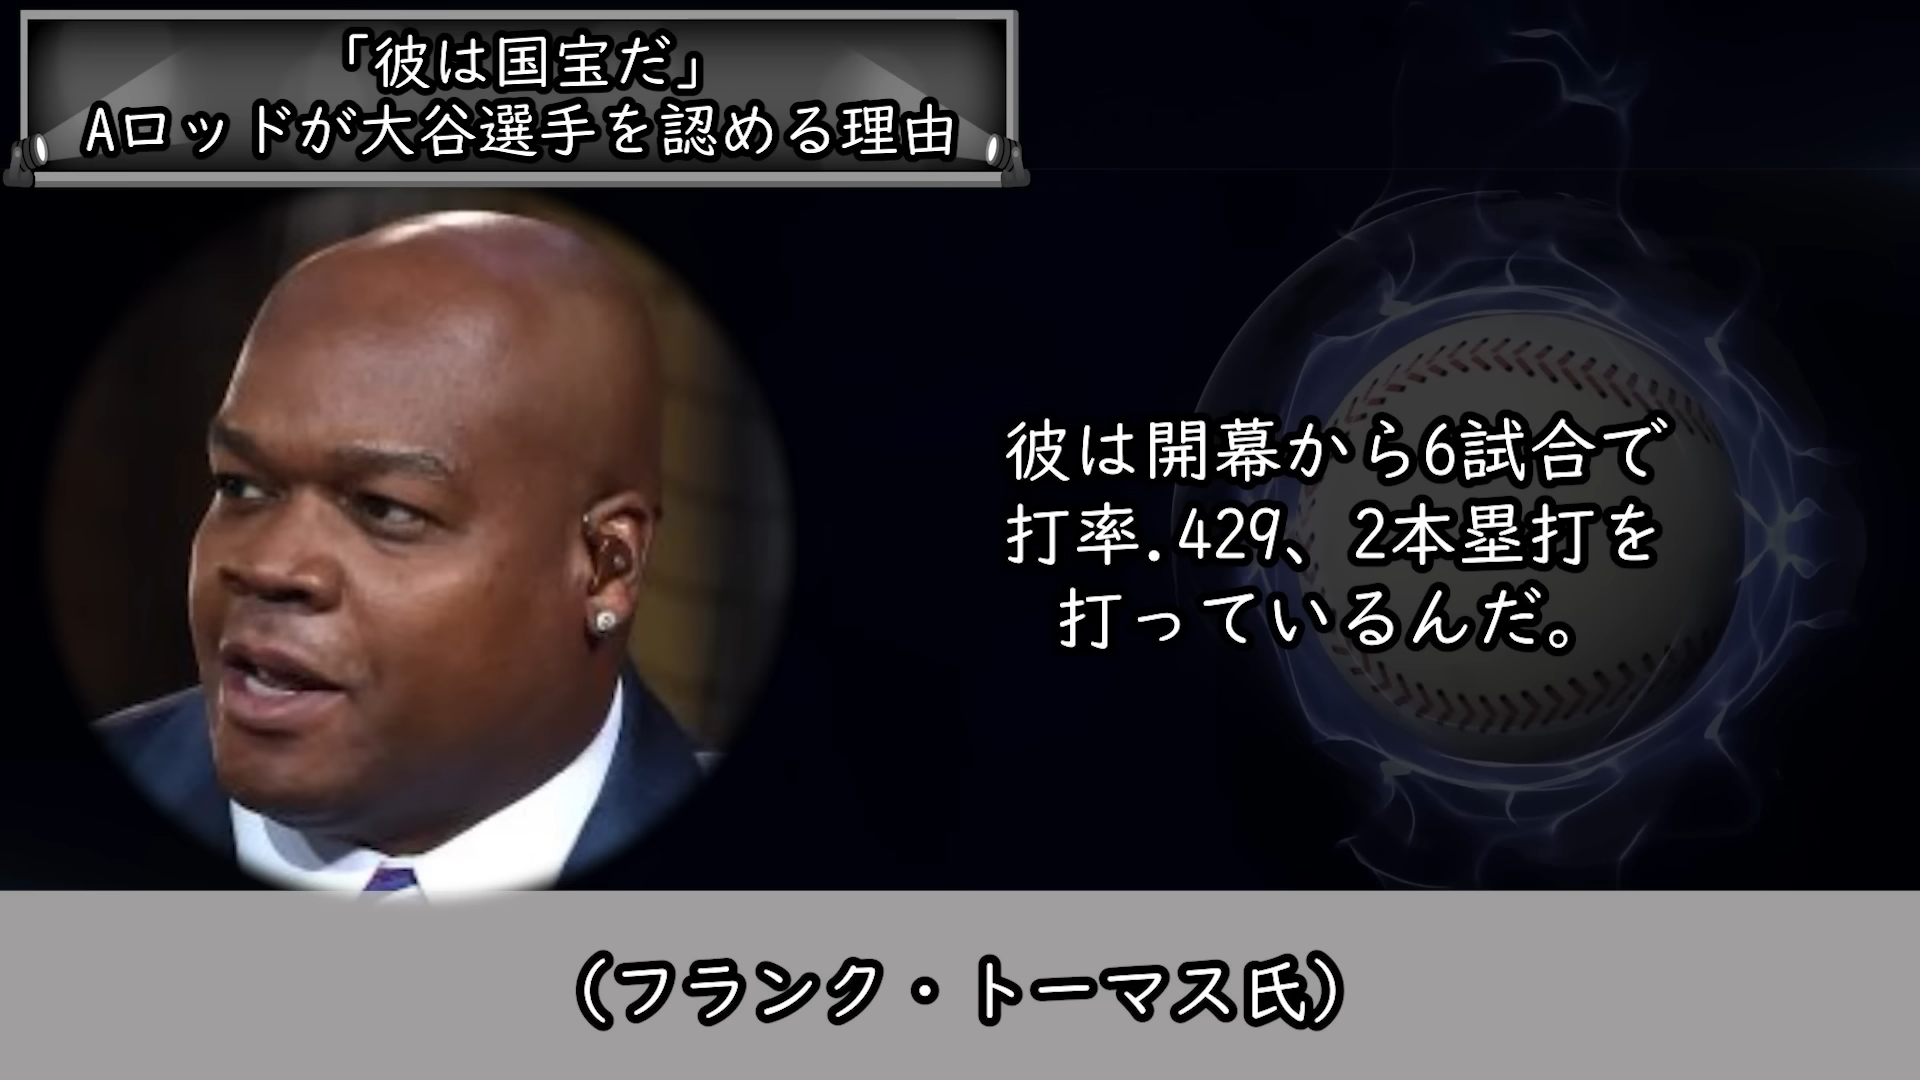 「彼は国宝だ」
Aロッドが大谷選手を認める理由
彼は開幕から6試合で
打率.429、2本塁打を
打っているんだ。
（フランク・トーマス氏）